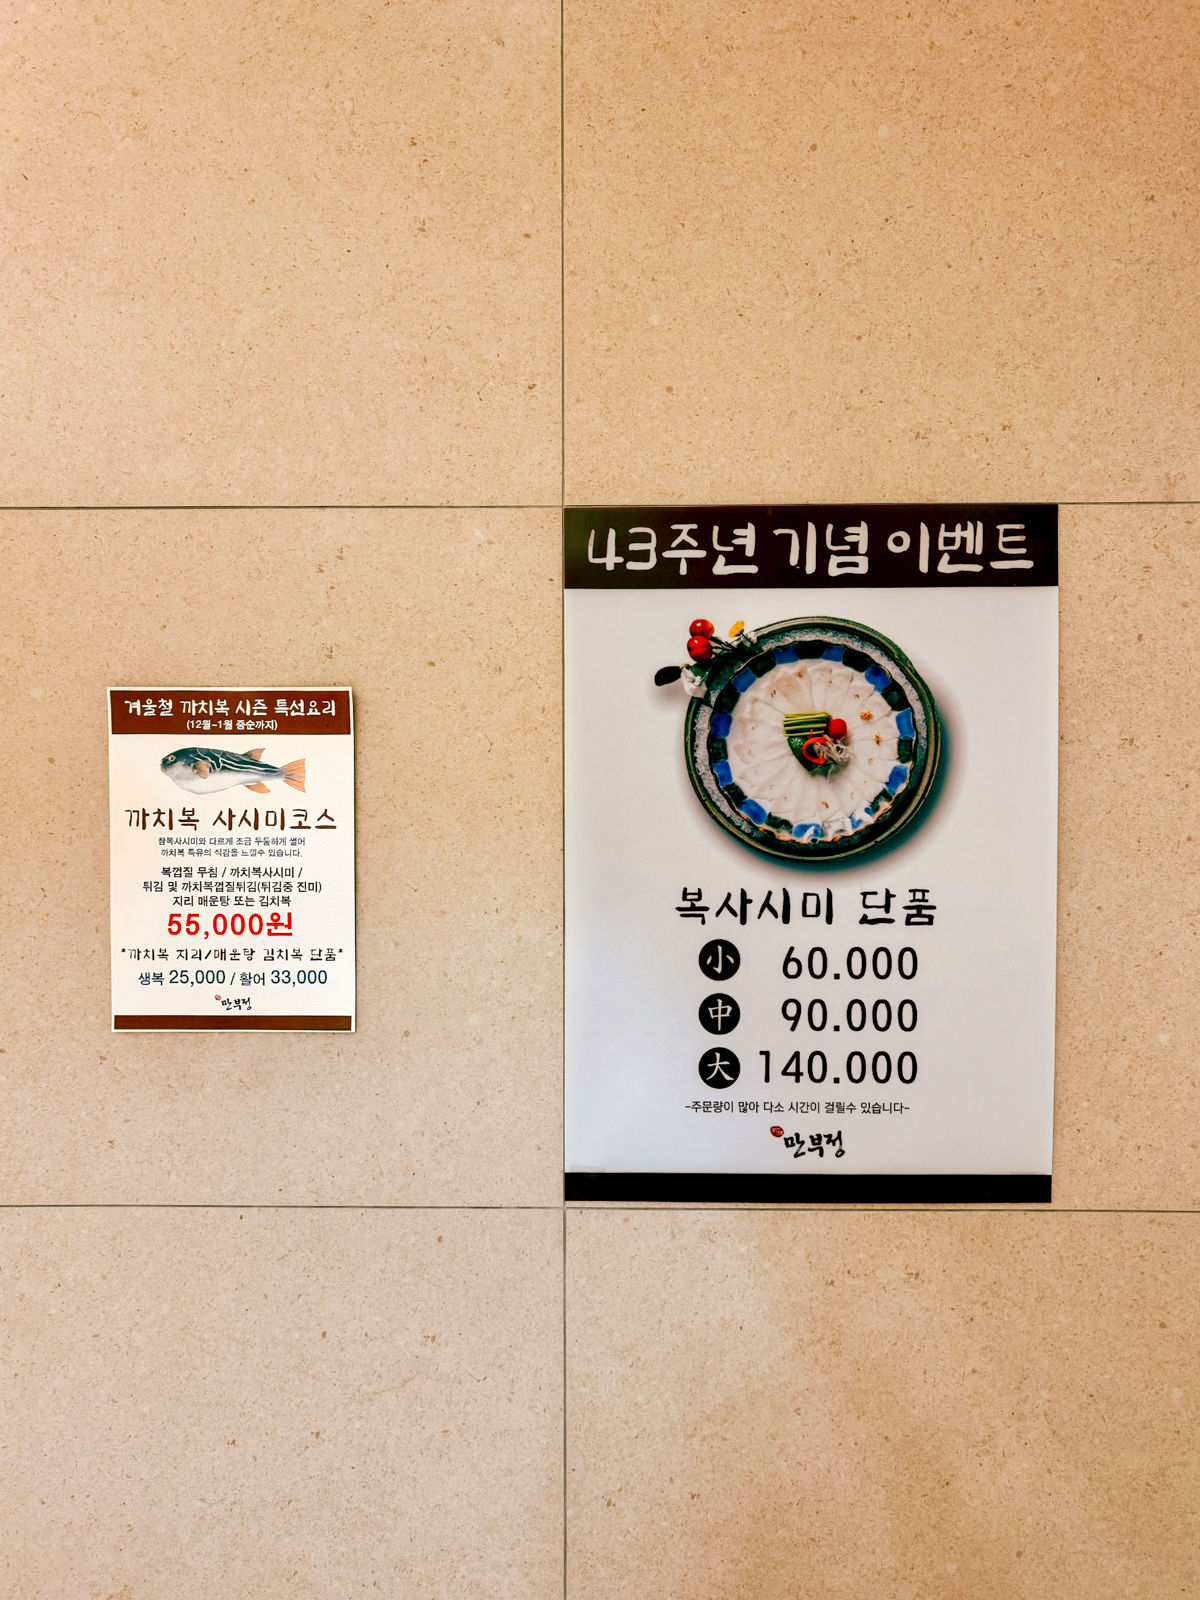 겨울철 까치복 시즌 특선요리
(12월~1월 중순까지)
까치복 사시미코스
참복사시미와 다르게 조금 두툼하게 썰어
까치복 특유의 식감을 느낄수 있습니다.
복껍질 무침 / 까치복사시미 /
튀김 및 까치복껍질튀김(튀김중 진미)
지리 매운탕 또는 김치복
55,000원
*까치복 지리/매운탕 김치복 단품*
생복 25,000 / 활어 33,000
만부정
43주년 기념 이벤트
복사시미 단품
小 60.000
中 90.000
大 140.000
-주문량이 많아 다소 시간이 걸릴수 있습니다-
만부정